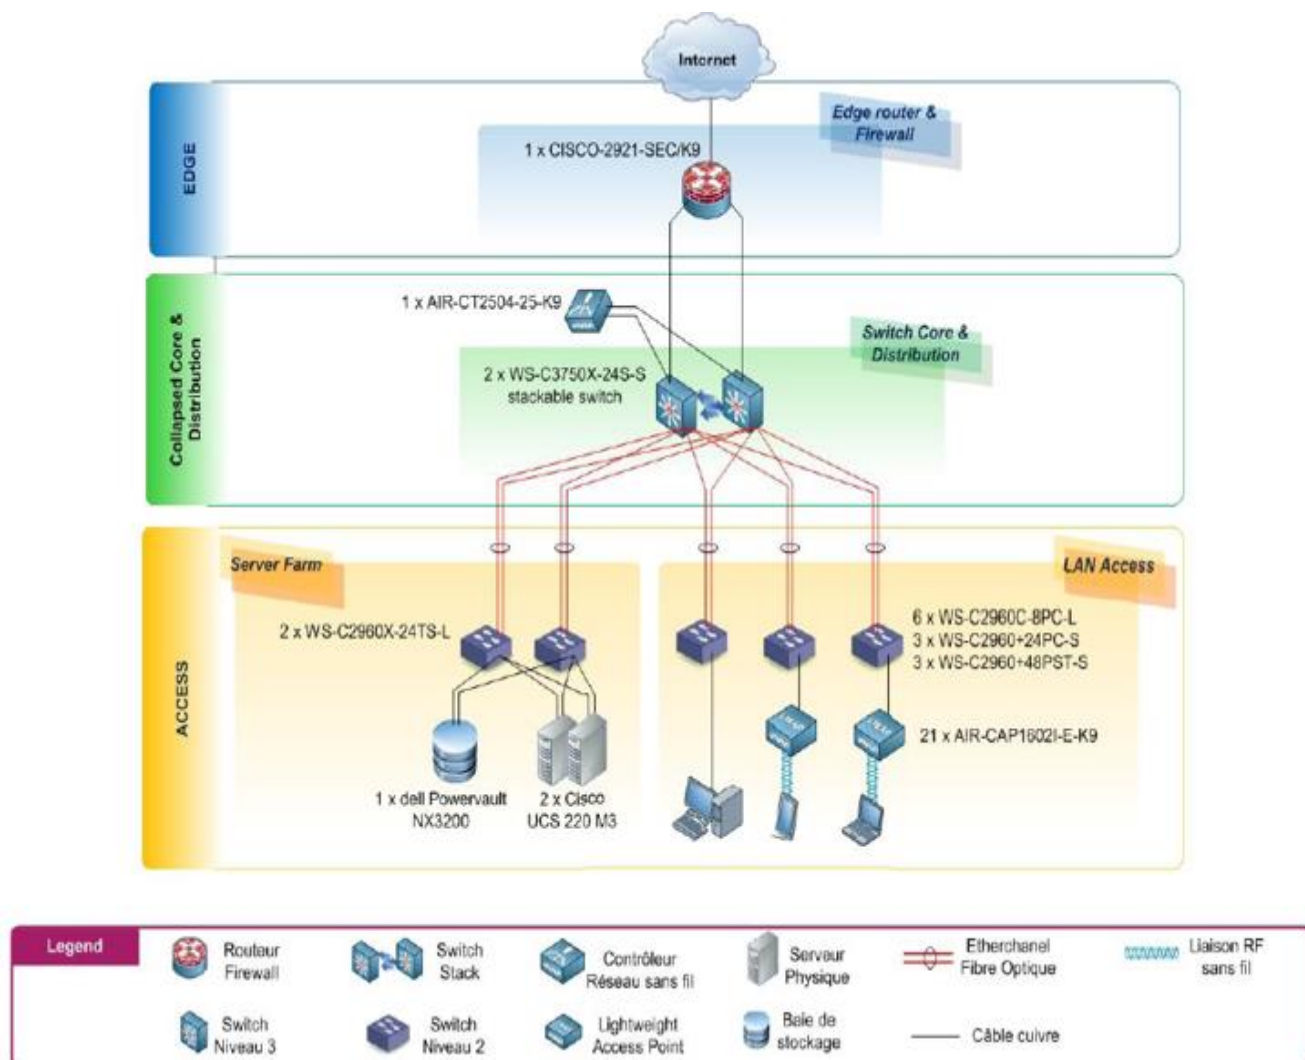 Internet
EDGE
Edge router &
Firewall
1 x CISCO-2921-SEC/K9
Collapsed Core &
Distribution
1 x AIR-CT2504-25-K9
Switch Core &
Distribution
2 x WS-C3750X-24S-S
stackable switch
ACCESS
Server Farm
LAN Access
2 x WS-C2960X-24TS-L
6 x WS-C2960C-8PC-L
3 x WS-C2960+24PC-S
3 x WS-C2960+48PST-S
21 x AIR-CAP1602I-E-K9
1 x dell Powervault
NX3200
2 x Cisco
UCS 220 M3
Legend
Routeur
Firewall
Switch
Stack
Contrôleur
Réseau sans fil
Serveur
Physique
Etherchanel
Fibre Optique
Liaison RF
sans fil
Switch
Niveau 3
Switch
Niveau 2
Lightweight
Access Point
Baie de
stockage
Câble cuivre